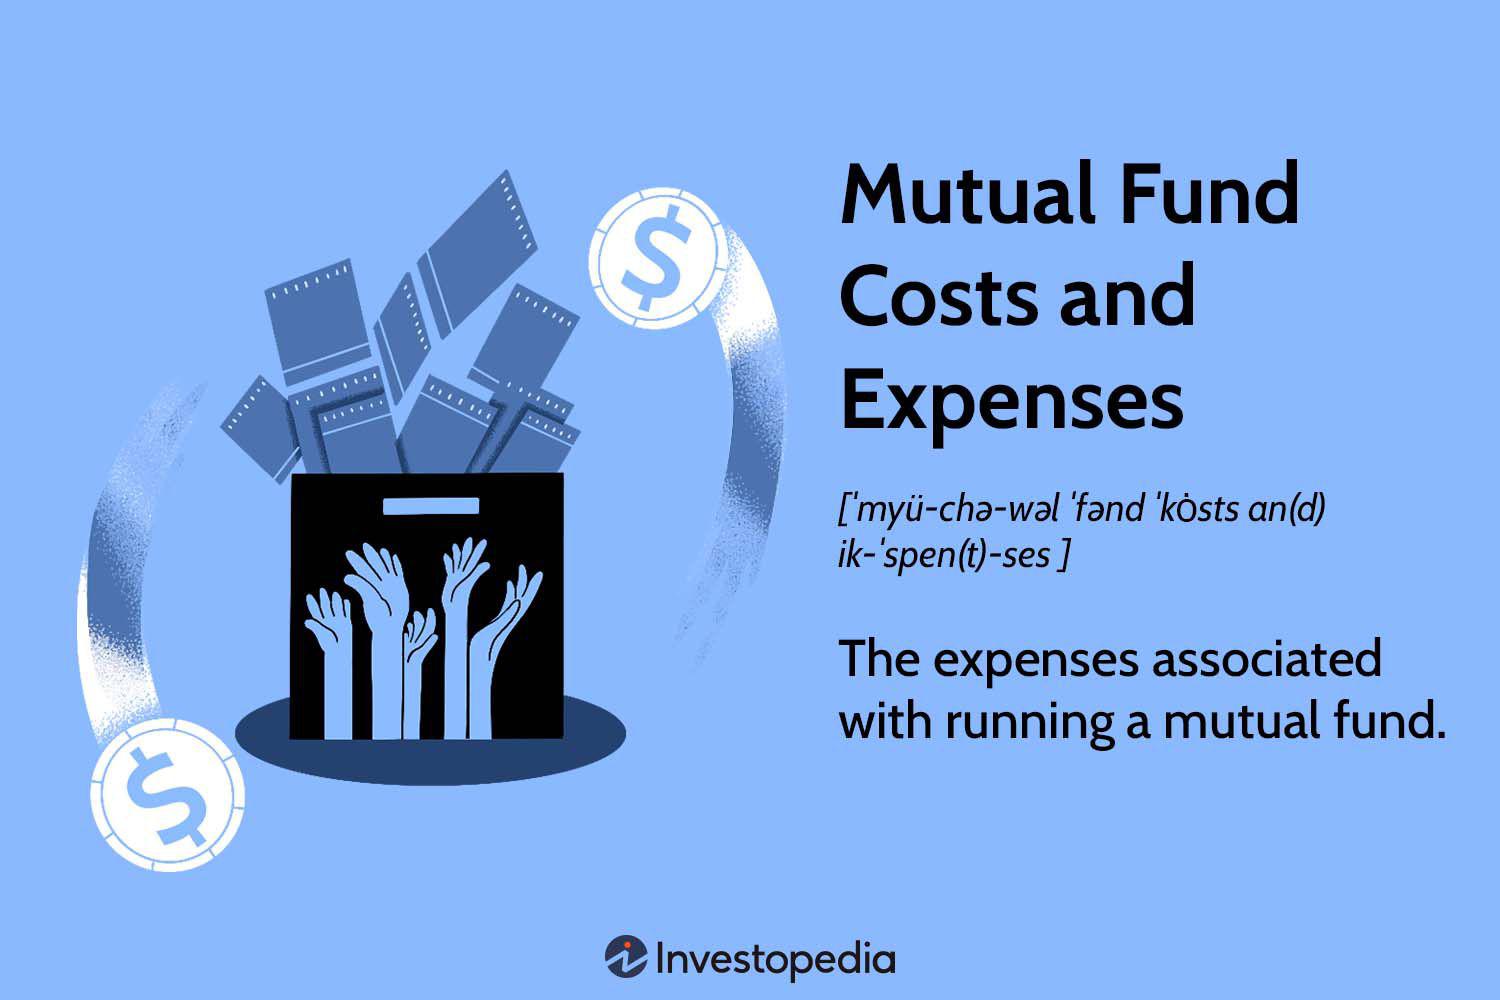 Mutual Fund
Costs and
Expenses
[ˈmyü-chə-wəl ˈfənd ˈkȯsts an(d)
ik-ˈspen(t)-ses ]
The expenses associated
with running a mutual fund.
$
$
Investopedia